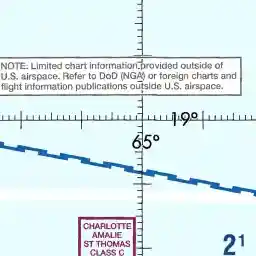 NOTE: Limited chart information provided outside of
U.S. airspace. Refer to DoD (NGA) or foreign charts and
flight information publications outside U.S. airspace.
19°
65°
CHARLOTTE
AMALIE
ST THOMAS
CLASS C
2¹